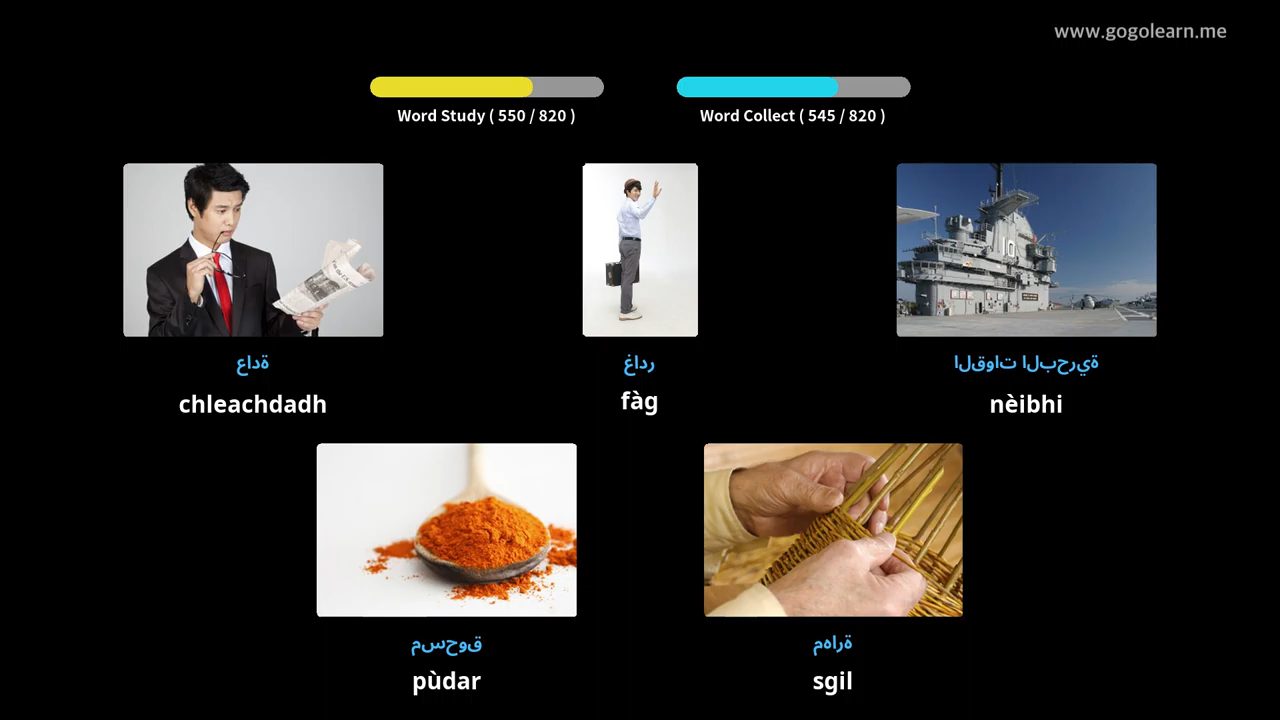 www.gogolearn.me
Word Study ( 550 / 820 )
Word Collect ( 545 / 820 )
10
عادة
غادر
القوات البحرية
chleachdadh
fàg
nèibhi
مسحوق
مهارة
pùdar
sgil